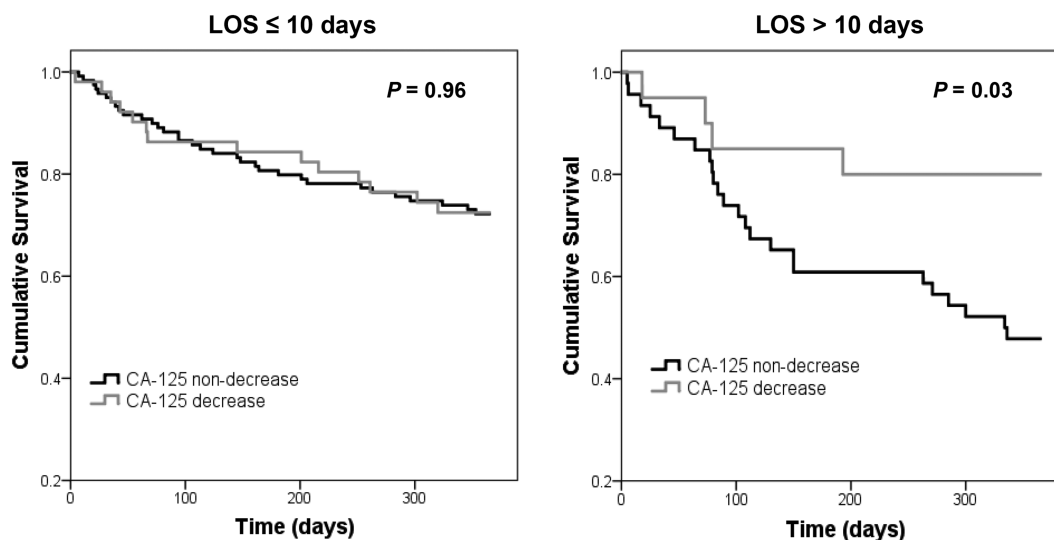 LOS ≤ 10 days
P = 0.96
Cumulative Survival
1.0
0.8
0.6
0.4
0.2
CA-125 non-decrease
CA-125 decrease
0 100 200 300
Time (days)
LOS > 10 days
P = 0.03
Cumulative Survival
1.0
0.8
0.6
0.4
0.2
CA-125 non-decrease
CA-125 decrease
0 100 200 300
Time (days)